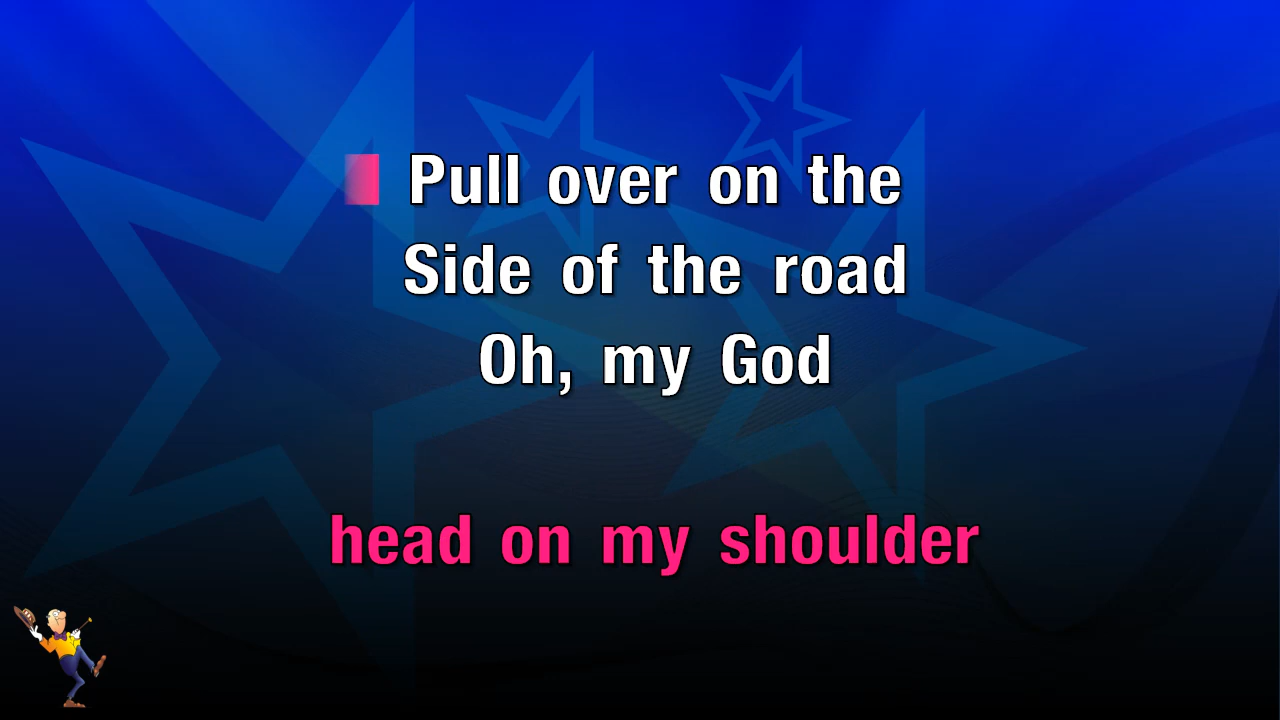 Pull over on the
Side of the road
Oh, my God
head on my shoulder